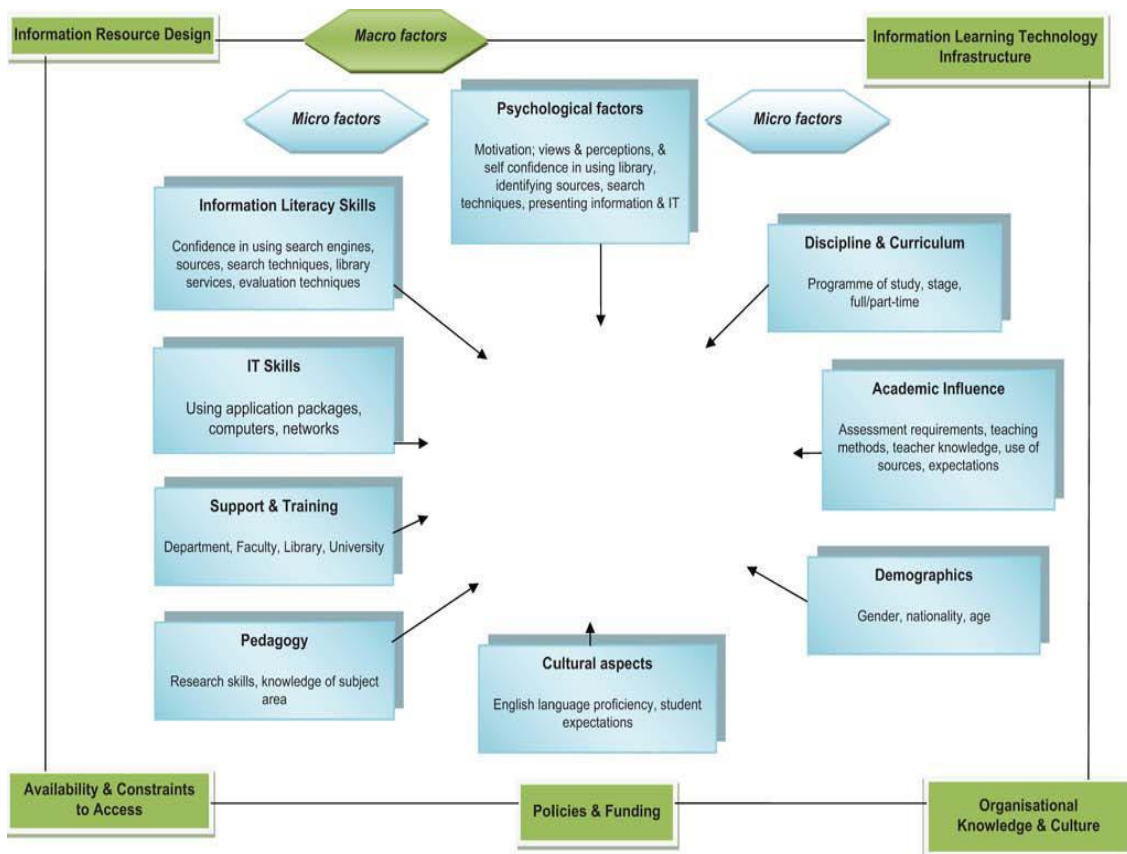 Information Resource Design
Macro factors
Information Learning Technology
Infrastructure
Micro factors
Psychological factors
Motivation; views & perceptions, &
self confidence in using library,
identifying sources, search
techniques, presenting information & IT
Micro factors
Information Literacy Skills
Confidence in using search engines,
sources, search techniques, library
services, evaluation techniques
Discipline & Curriculum
Programme of study, stage,
full/part-time
IT Skills
Using application packages,
computers, networks
Academic Influence
Assessment requirements, teaching
methods, teacher knowledge, use of
sources, expectations
Support & Training
Department, Faculty, Library, University
Demographics
Gender, nationality, age
Pedagogy
Research skills, knowledge of subject
area
Cultural aspects
English language proficiency, student
expectations
Availability & Constraints
to Access
Policies & Funding
Organisational
Knowledge & Culture